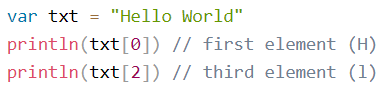 var txt = "Hello World"
println(txt[0]) // first element (H)
println(txt[2]) // third element (l)